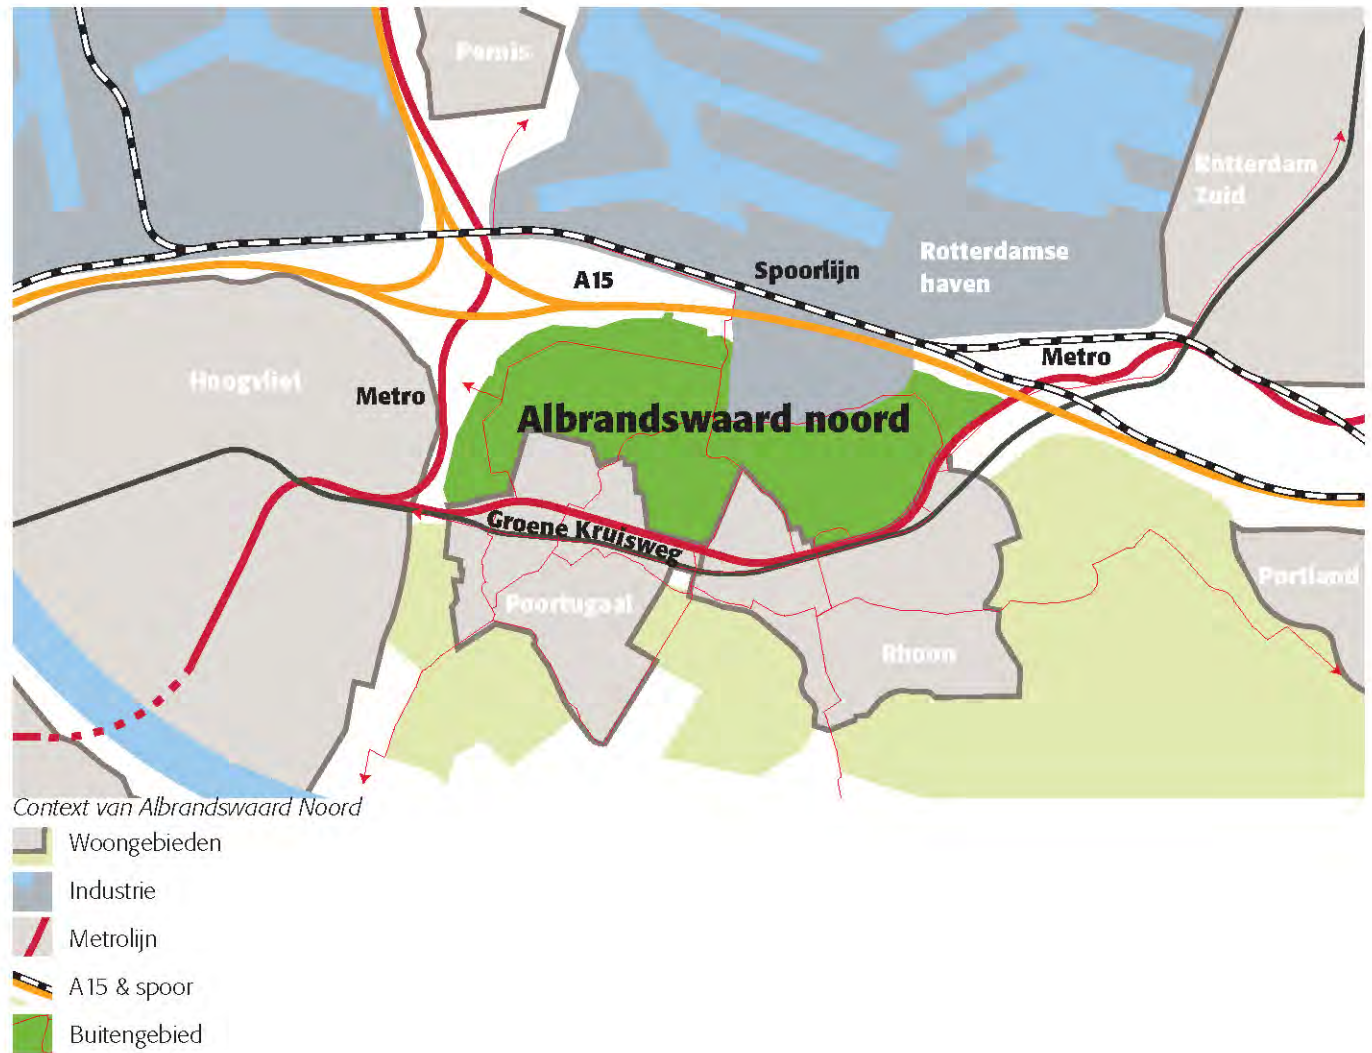 Pernis
Rotterdam
Zuid
Rotterdamse
haven
Spoorlijn
A15
Metro
Hoogvliet
Metro
Albrandswaard noord
Groene Kruisweg
Portland
Poortugaal
Rhoon
Context van Albrandswaard Noord
Woongebieden
Industrie
Metrolijn
A15 & spoor
Buitengebied